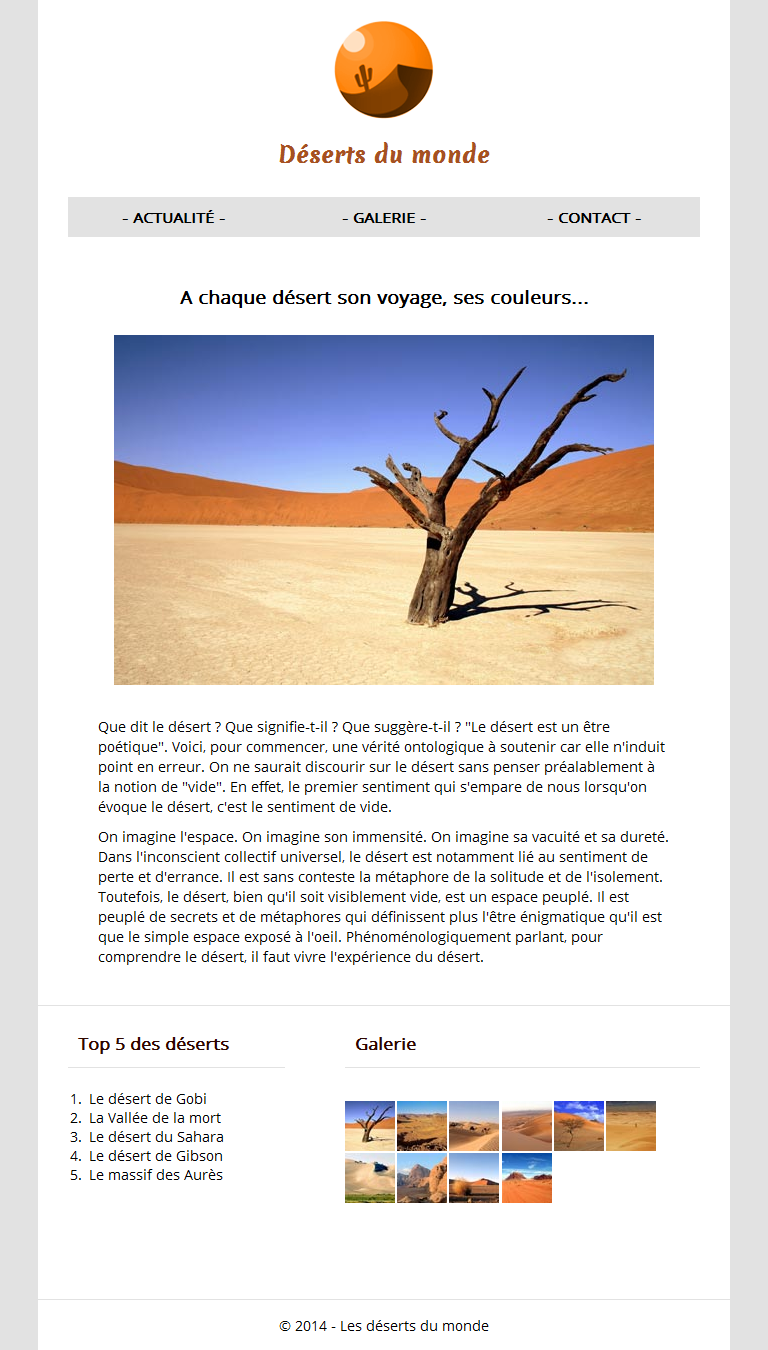 Déserts du monde
- ACTUALITÉ - - GALERIE - - CONTACT -
A chaque désert son voyage, ses couleurs...
Que dit le désert ? Que signifie-t-il ? Que suggère-t-il ? "Le désert est un être
poétique". Voici, pour commencer, une vérité ontologique à soutenir car elle n'induit
point en erreur. On ne saurait discourir sur le désert sans penser préalablement à
la notion de "vide". En effet, le premier sentiment qui s'empare de nous lorsqu'on
évoque le désert, c'est le sentiment de vide.
On imagine l'espace. On imagine son immensité. On imagine sa vacuité et sa dureté.
Dans l'inconscient collectif universel, le désert est notamment lié au sentiment de
perte et d'errance. Il est sans conteste la métaphore de la solitude et de l'isolement.
Toutefois, le désert, bien qu'il soit visiblement vide, est un espace peuplé. Il est
peuplé de secrets et de métaphores qui définissent plus l'être énigmatique qu'il est
que le simple espace exposé à l'oeil. Phénoménologiquement parlant, pour
comprendre le désert, il faut vivre l'expérience du désert.
Top 5 des déserts
1. Le désert de Gobi
2. La Vallée de la mort
3. Le désert du Sahara
4. Le désert de Gibson
5. Le massif des Aurès
Galerie
© 2014 - Les déserts du monde